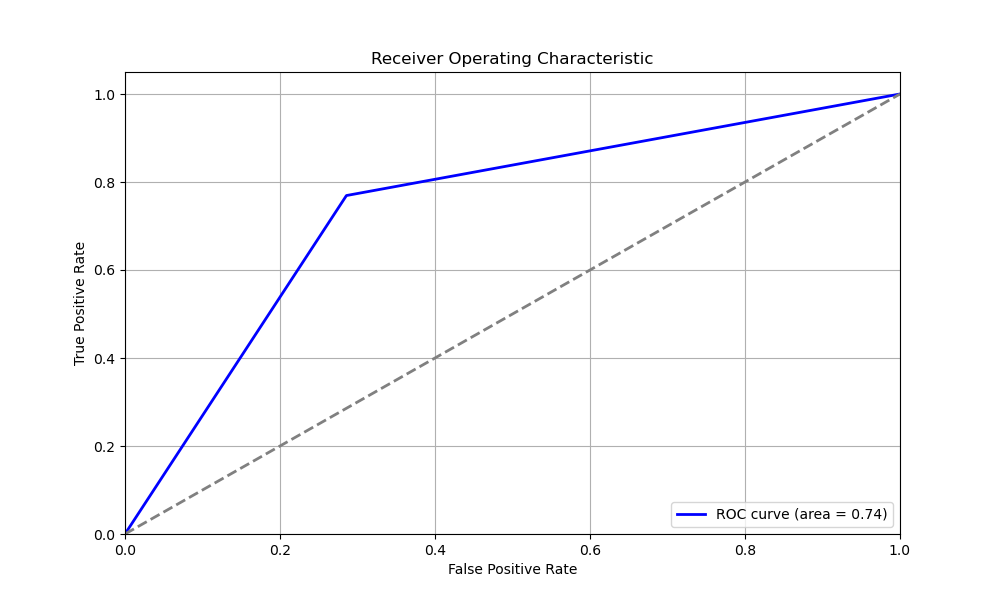 Receiver Operating Characteristic
True Positive Rate
1.0
0.8
0.6
0.4
0.2
0.0
ROC curve (area = 0.74)
0.0 0.2 0.4 0.6 0.8 1.0
False Positive Rate